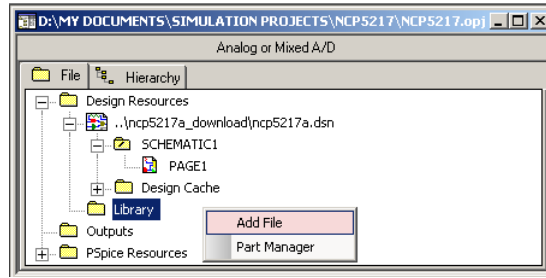 D:\MY DOCUMENTS\SIMULATION PROJECTS\NCP5217\NCP5217.opj
Analog or Mixed A/D
File Hierarchy
Design Resources
..\ncp5217a_download\ncp5217a.dsn
SCHEMATIC1
PAGE1
Design Cache
Library
Add File
Outputs
Part Manager
PSpice Resources